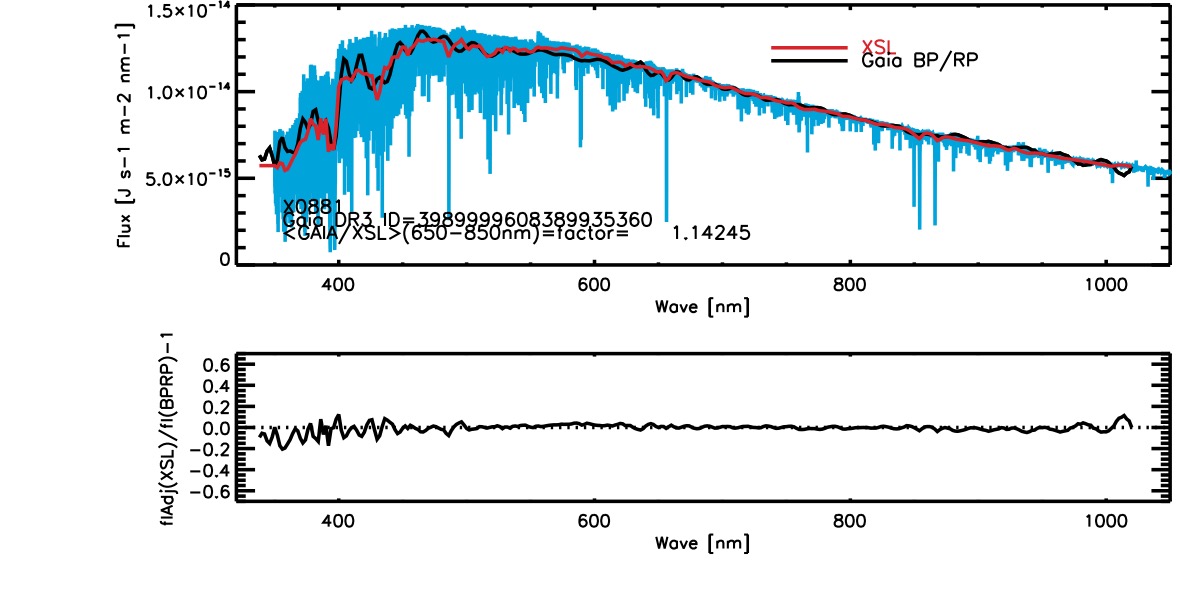 1.5×10−14
1.0×10−14
5.0×10−15
0
Flux [J s−1 m−2 nm−1]
XSL
Gaia BP/RP
X0881
Gaia DR3 ID=3989999608389935360
<GAIA/XSL>(650−850nm)=factor= 1.14245
400 600 800 1000
Wave [nm]
flAdj(XSL)/fl(BPRP)−1
0.6
0.4
0.2
0.0
−0.2
−0.4
−0.6
400 600 800 1000
Wave [nm]